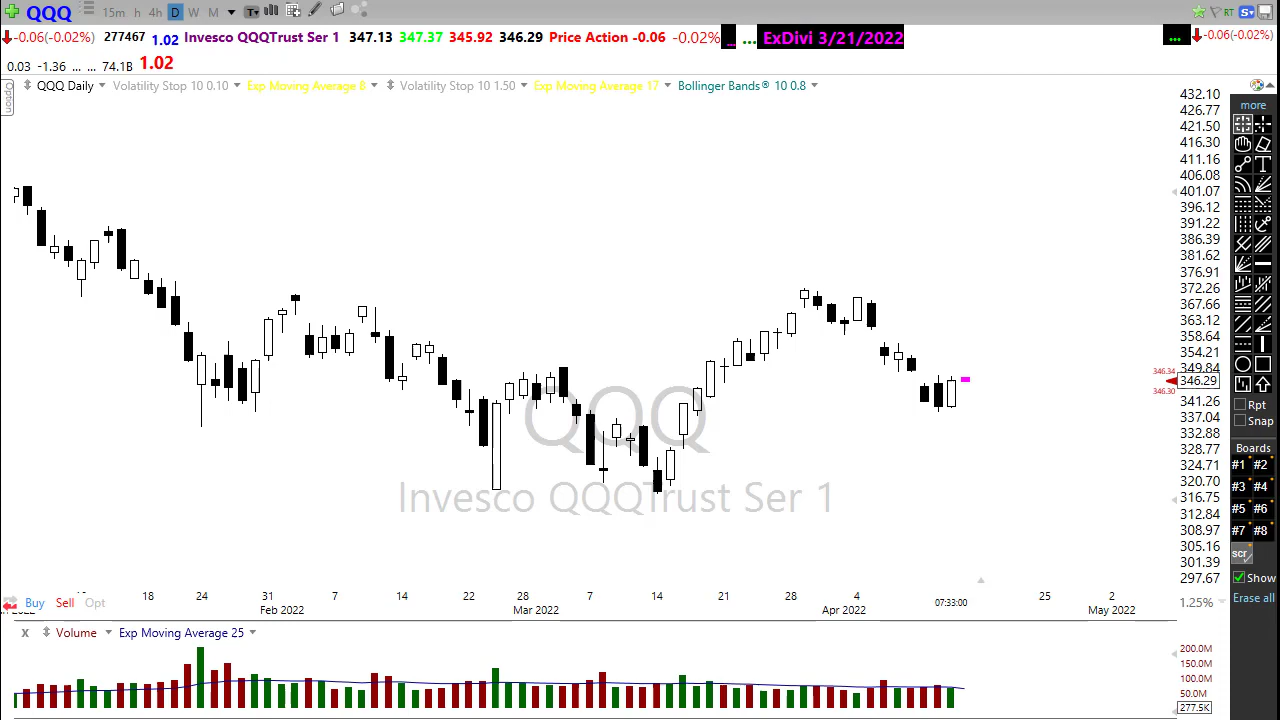 QQQ 15m h 4h D W M T RT S
-0.06(-0.02%) 277467 1.02 Invesco QQQTrust Ser 1 347.13 347.37 345.92 346.29 Price Action -0.06 -0.02% ... ... ExDivi 3/21/2022 ... -0.06(-0.02%)
0.03 -1.36 ... ... 74.1B 1.02
Option
QQQ Daily Volatility Stop 10 0.10 Exp Moving Average 8 Volatility Stop 10 1.50 Exp Moving Average 17 Bollinger Bands® 10 0.8
432.10
426.77
421.50
416.30
411.16
406.08
401.07
396.12
391.22
386.39
381.62
376.91
372.26
367.66
363.12
358.64
354.21
349.84
346.34
346.29
346.30
341.26
337.04
332.88
328.77
324.71
320.70
316.75
312.84
308.97
305.16
301.39
297.67
1.25%
more
T
Rpt
Snap
Boards
#1 #2
#3 #4
#5 #6
#7 #8
scr
Show
Erase all
QQQ
Invesco QQQTrust Ser 1
18 24 31 7 14 22 28 7 14 21 28 4 25 2
Feb 2022 Mar 2022 Apr 2022 07:33:00 May 2022
Buy Sell Opt
x Volume Exp Moving Average 25
200.0M
150.0M
100.0M
50.0M
277.5K